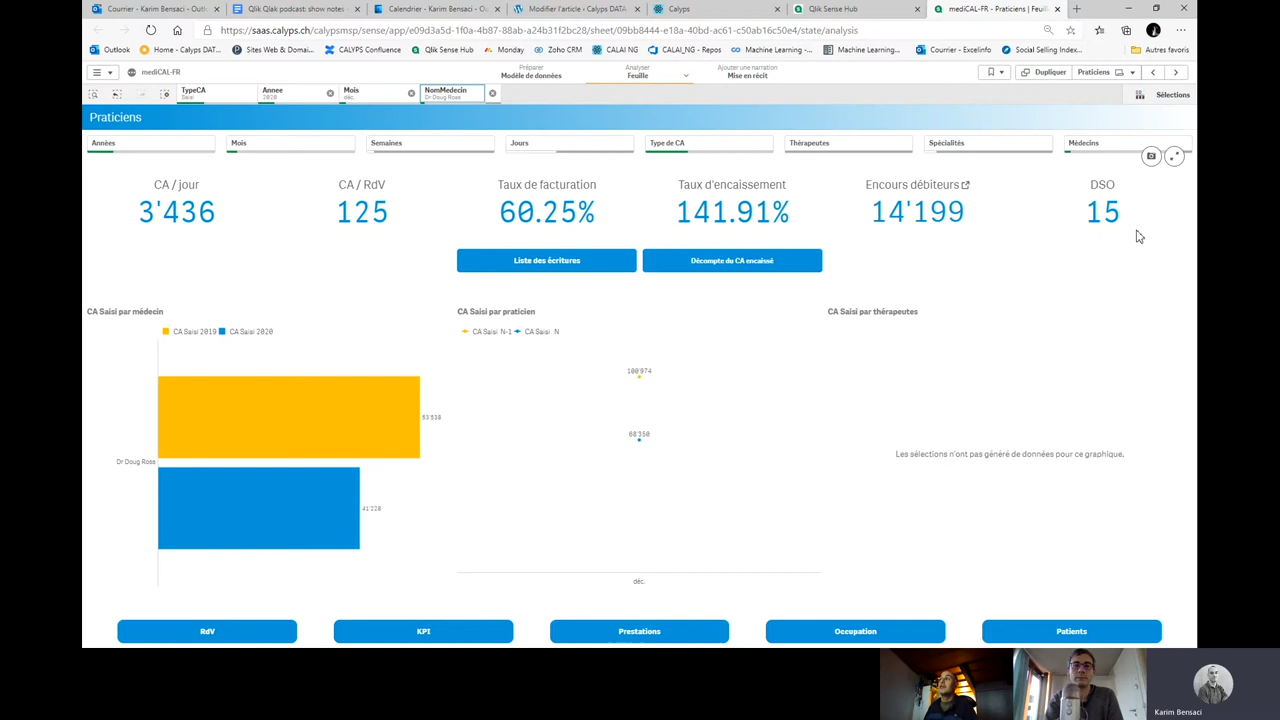 Courrier - Karim Bensaci - Outlo
Qlik Qlak podcast: show notes -
Calendrier - Karim Bensaci - Out
Modifier l'article ‹ Calyps DATA
Calyps
Qlik Sense Hub
mediCAL-FR - Praticiens | Feuill
https://saas.calyps.ch/calypsmsp/sense/app/e09d3a5d-1f0a-4b87-88ab-a24b31f2bc28/sheet/09bb8444-e18a-40bd-ac61-c50ab16c50e4/state/analysis
Outlook
Home - Calyps DAT...
Sites Web & Domai...
CALYPS Confluence
Qlik Sense Hub
Monday
Zoho CRM
CALAI NG
CALAI_NG - Repos
Machine Learning -...
Machine Learning...
Courrier - Excelinfo
Social Selling Index...
Autres favoris
mediCAL-FR
Préparer
Modèle de données
Analyser
Feuille
Ajouter une narration
Mise en récit
Dupliquer
Praticiens
TypeCA
Saisi
Annee
2020
Mois
déc.
NomMedecin
Dr Doug Ross
Sélections
Praticiens
Années
Mois
Semaines
Jours
Type de CA
Thérapeutes
Spécialités
Médecins
CA / jour
3'436
CA / RdV
125
Taux de facturation
60.25%
Taux d'encaissement
141.91%
Encours débiteurs
14'199
DSO
15
Liste des écritures
Décompte du CA encaissé
CA Saisi par médecin
CA Saisi 2019
CA Saisi 2020
53'538
Dr Doug Ross
41'228
CA Saisi par praticien
CA Saisi N-1
CA Saisi N
100'974
68'350
déc.
CA Saisi par thérapeutes
Les sélections n'ont pas généré de données pour ce graphique.
RdV
KPI
Prestations
Occupation
Patients
Karim Bensaci